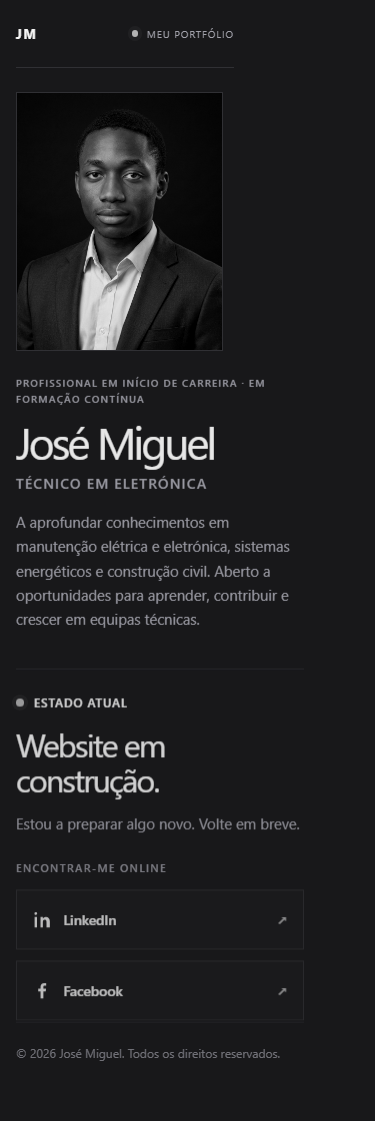 JM
MEU PORTFÓLIO
PROFISSIONAL EM INÍCIO DE CARREIRA · EM
FORMAÇÃO CONTÍNUA
José Miguel
TÉCNICO EM ELETRÓNICA
A aprofundar conhecimentos em
manutenção elétrica e eletrónica, sistemas
energéticos e construção civil. Aberto a
oportunidades para aprender, contribuir e
crescer em equipas técnicas.
ESTADO ATUAL
Website em
construção.
Estou a preparar algo novo. Volte em breve.
ENCONTRAR-ME ONLINE
in LinkedIn ↗
f Facebook ↗
© 2026 José Miguel. Todos os direitos reservados.